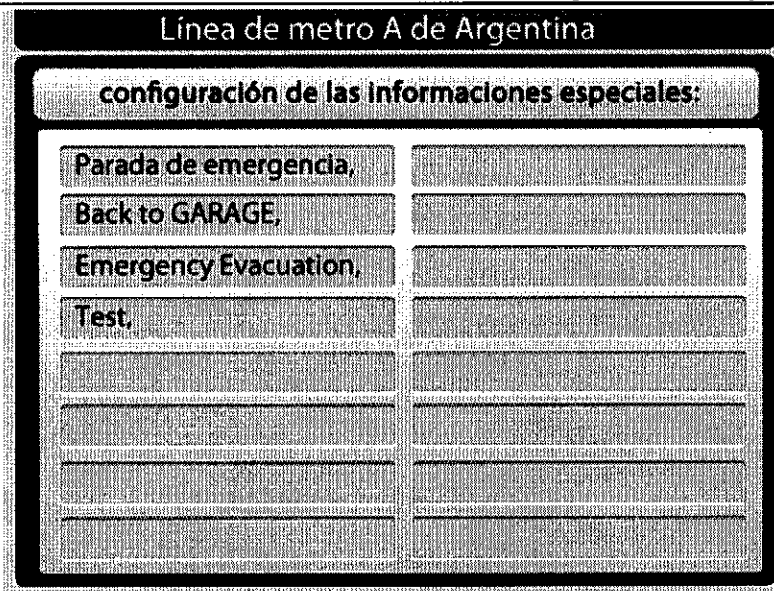 Línea de metro A de Argentina
configuración de las informaciones especiales:
Parada de emergencia,
Back to GARAGE,
Emergency Evacuation,
Test,